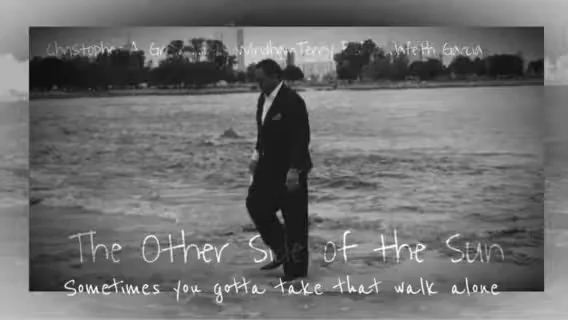 Christopher A. Terry Garcia
The Other Side of the Sun
Sometimes you gotta take that walk alone